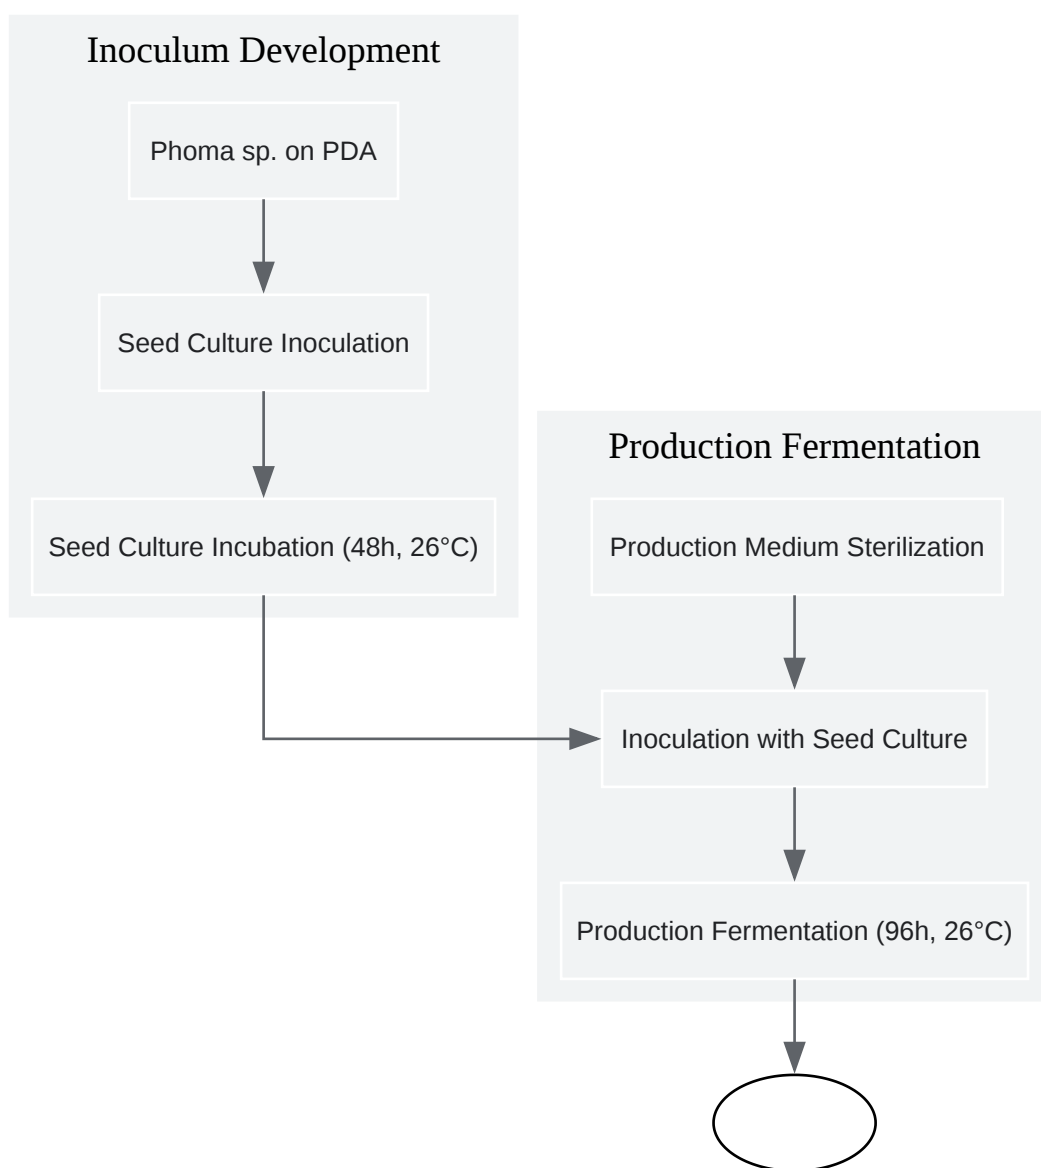 Inoculum Development
Phoma sp. on PDA
Seed Culture Inoculation
Seed Culture Incubation (48h, 26°C)
Production Fermentation
Production Medium Sterilization
Inoculation with Seed Culture
Production Fermentation (96h, 26°C)